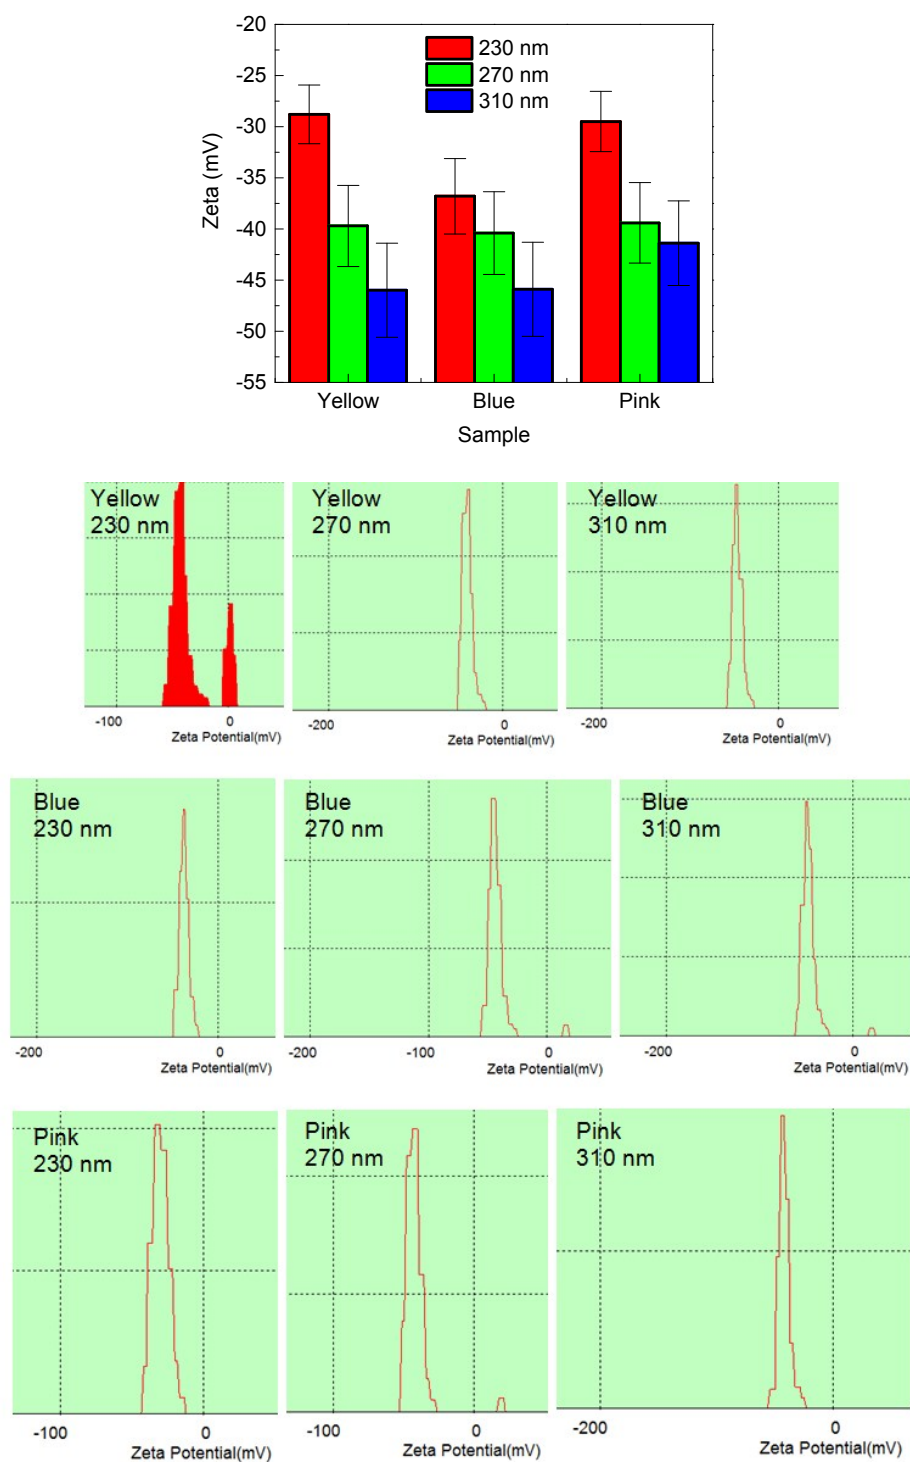 -20
-25
-30
-35
-40
-45
-50
-55
Zeta (mV)
230 nm
270 nm
310 nm
Yellow Blue Pink
Sample
Yellow
230 nm
-100 0
Zeta Potential(mV)
Yellow
270 nm
-200 0
Zeta Potential(mV)
Yellow
310 nm
-200 0
Zeta Potential(mV)
Blue
230 nm
-200 0
Zeta Potential(mV)
Blue
270 nm
-200 -100 0
Zeta Potential(mV)
Blue
310 nm
-200 0
Zeta Potential(mV)
Pink
230 nm
-100 0
Zeta Potential(mV)
Pink
270 nm
-100 0
Zeta Potential(mV)
Pink
310 nm
-200 0
Zeta Potential(mV)